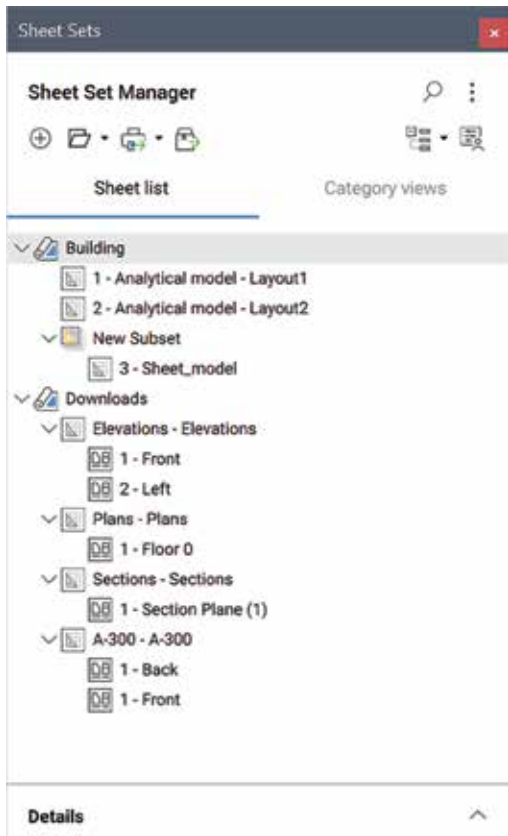 Sheet Sets
Sheet Set Manager
Sheet list Category views
Building
1 - Analytical model - Layout1
2 - Analytical model - Layout2
New Subset
3 - Sheet_model
Downloads
Elevations - Elevations
1 - Front
2 - Left
Plans - Plans
1 - Floor 0
Sections - Sections
1 - Section Plane (1)
A-300 - A-300
1 - Back
1 - Front
Details